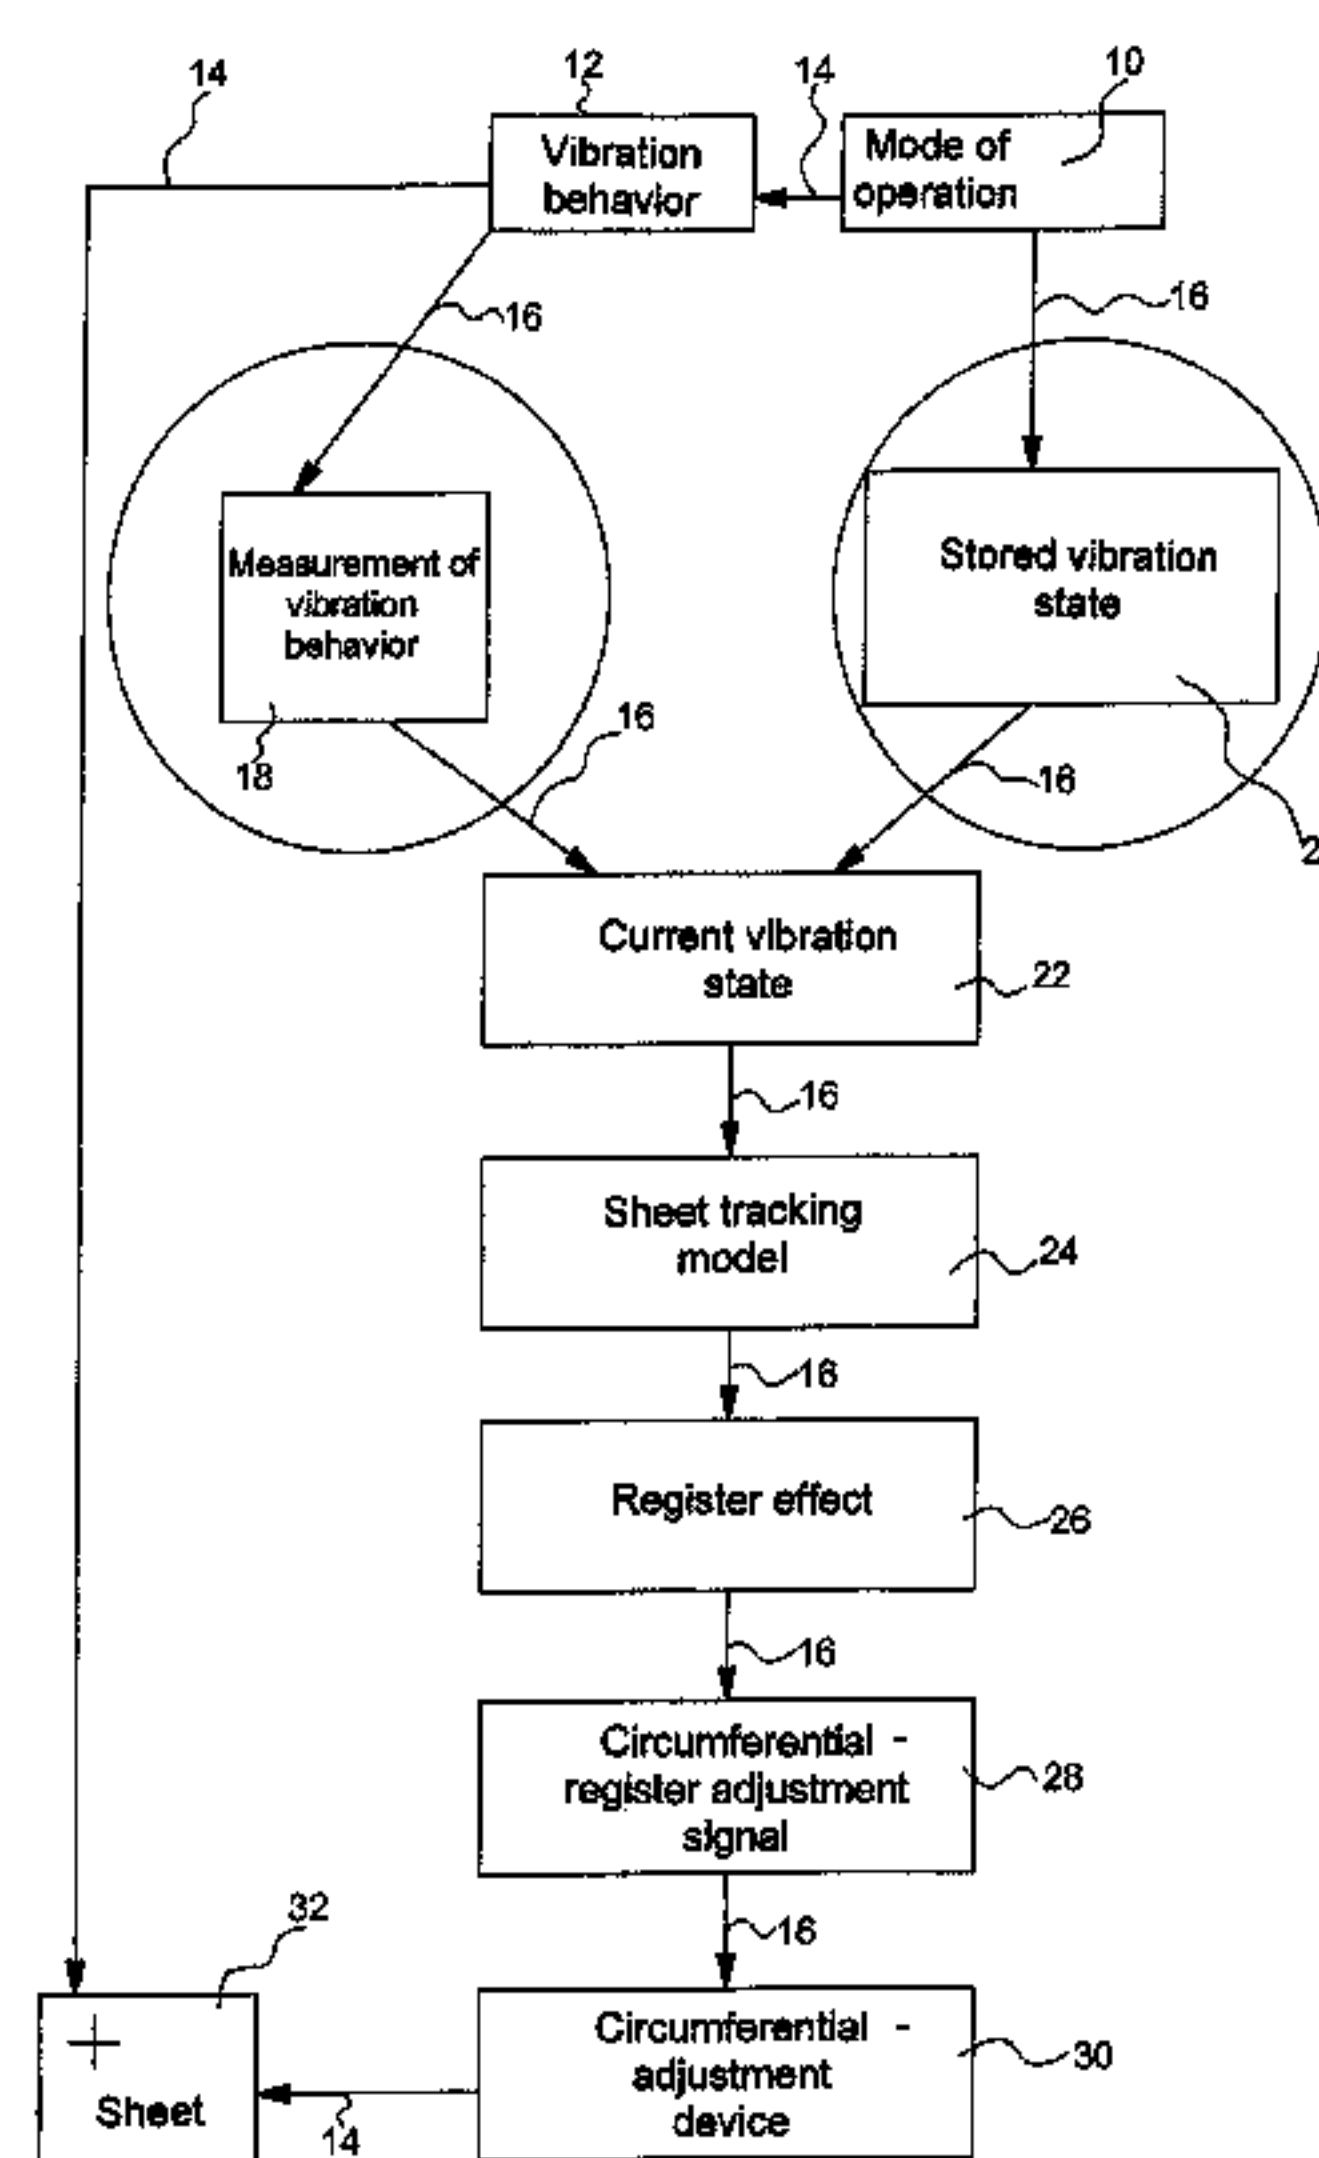 14
12
14
10
Vibration
behavior
Mode of
operation
16
16
Measurement of
vibration
behavior
18
Stored vibration
state
16
16
2
Current vibration
state
22
16
Sheet tracking
model
24
16
Register effect
26
16
Circumferential -
register adjustment
signal
28
16
32
Sheet
14
Circumferential -
adjustment
device
30